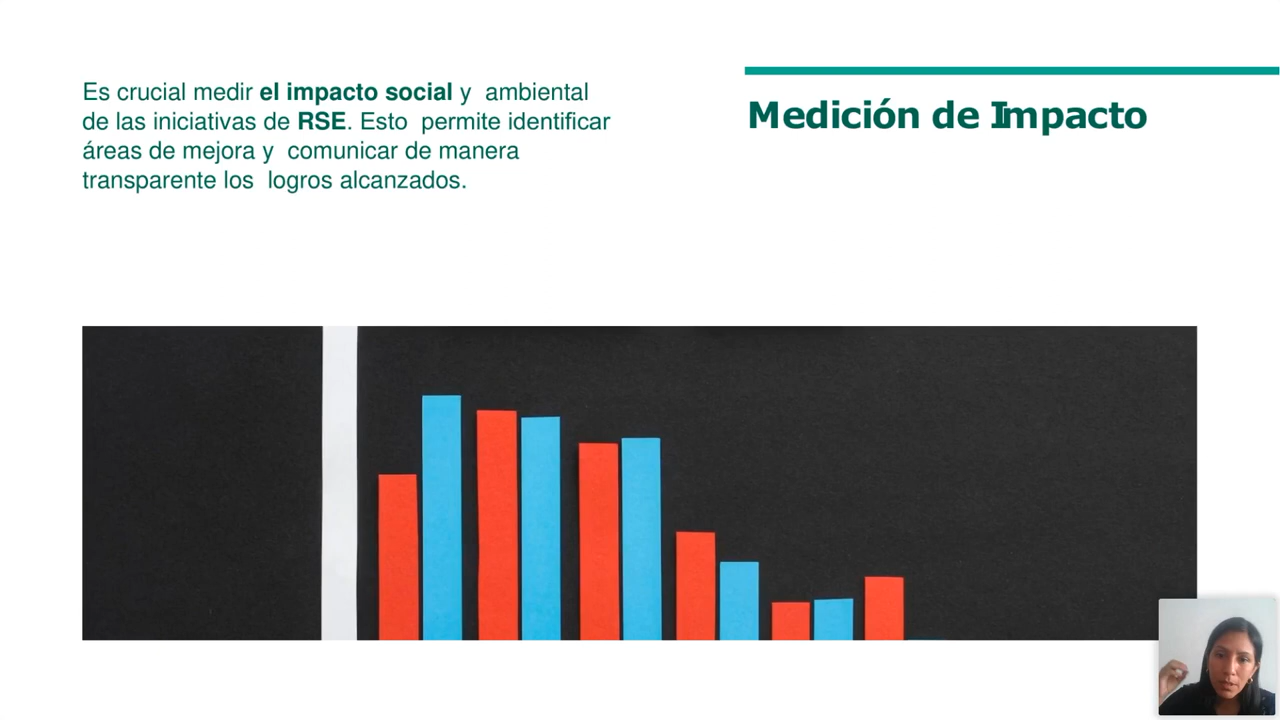 Es crucial medir el impacto social y ambiental
de las iniciativas de RSE. Esto permite identificar
áreas de mejora y comunicar de manera
transparente los logros alcanzados.
Medición de Impacto